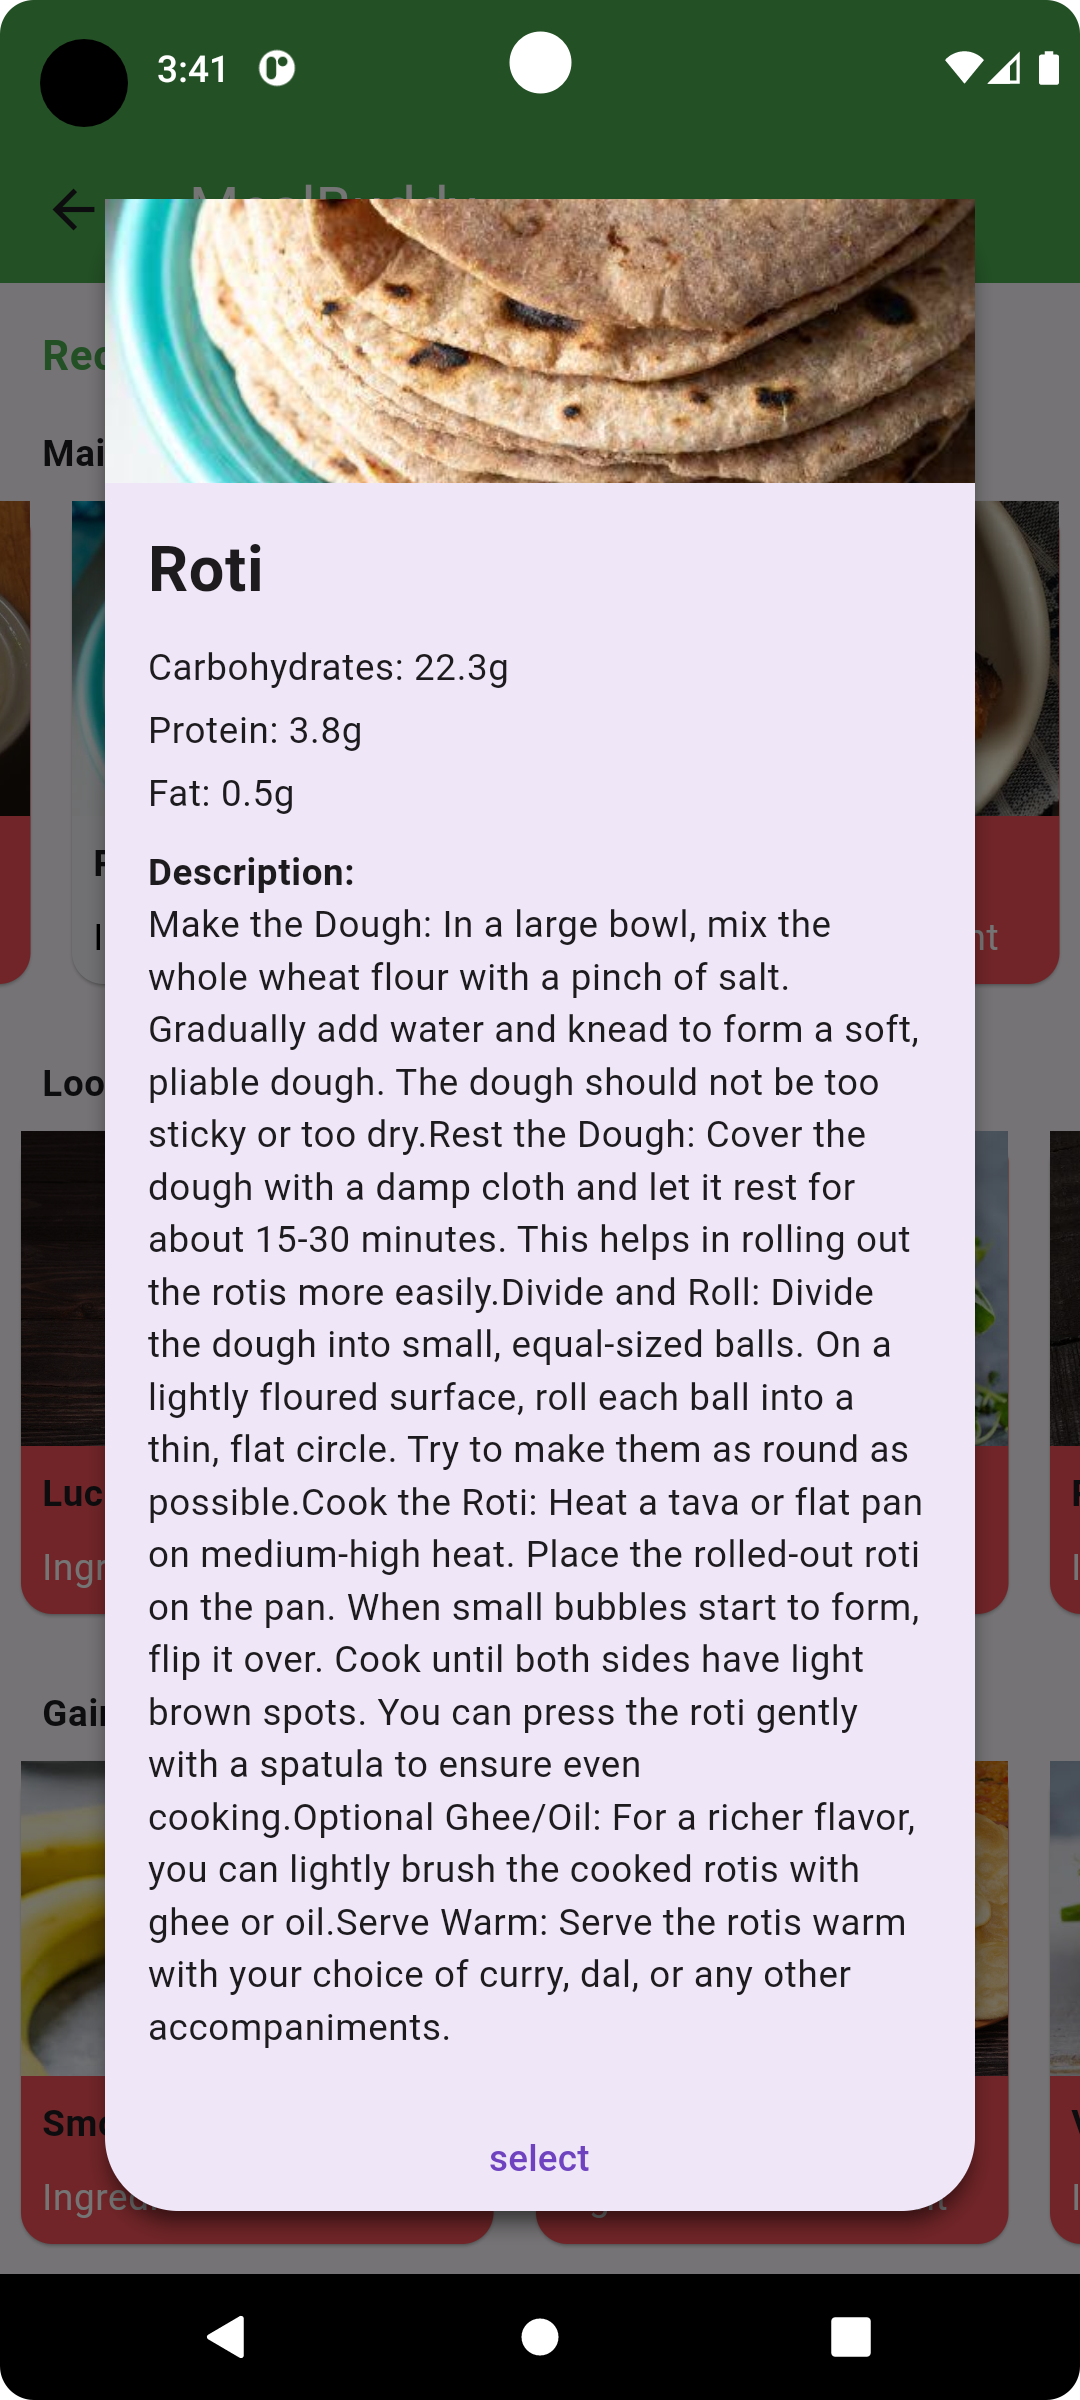 3:41
Roti
Carbohydrates: 22.3g
Protein: 3.8g
Fat: 0.5g
Description:
Make the Dough: In a large bowl, mix the
whole wheat flour with a pinch of salt.
Gradually add water and knead to form a soft,
pliable dough. The dough should not be too
sticky or too dry.Rest the Dough: Cover the
dough with a damp cloth and let it rest for
about 15-30 minutes. This helps in rolling out
the rotis more easily.Divide and Roll: Divide
the dough into small, equal-sized balls. On a
lightly floured surface, roll each ball into a
thin, flat circle. Try to make them as round as
possible.Cook the Roti: Heat a tava or flat pan
on medium-high heat. Place the rolled-out roti
on the pan. When small bubbles start to form,
flip it over. Cook until both sides have light
brown spots. You can press the roti gently
with a spatula to ensure even
cooking.Optional Ghee/Oil: For a richer flavor,
you can lightly brush the cooked rotis with
ghee or oil.Serve Warm: Serve the rotis warm
with your choice of curry, dal, or any other
accompaniments.
select